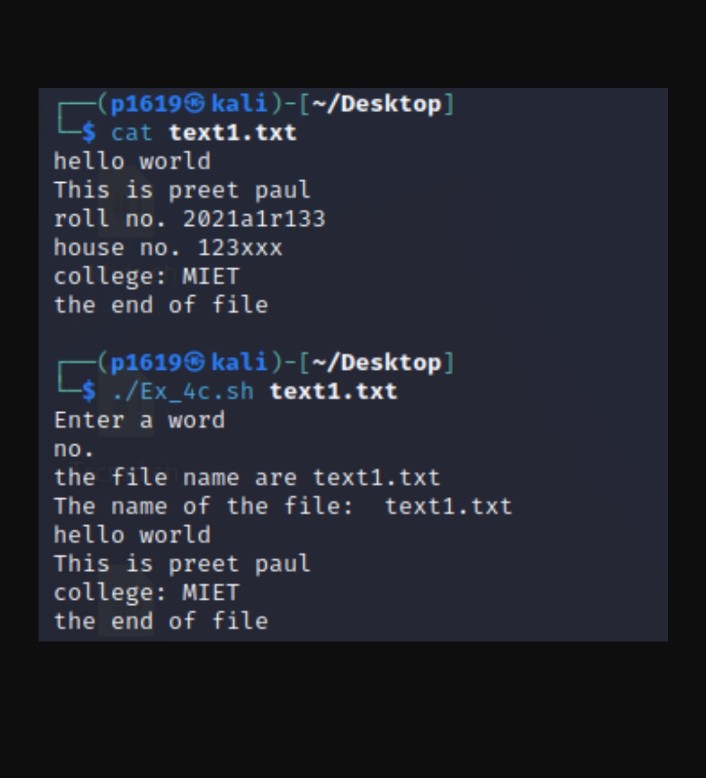 ┌──(p1619㉿kali)-[~/Desktop]
└─$ cat text1.txt
hello world
This is preet paul
roll no. 2021a1r133
house no. 123xxx
college: MIET
the end of file
┌──(p1619㉿kali)-[~/Desktop]
└─$ ./Ex_4c.sh text1.txt
Enter a word
no.
the file name are text1.txt
The name of the file:  text1.txt
hello world
This is preet paul
college: MIET
the end of file